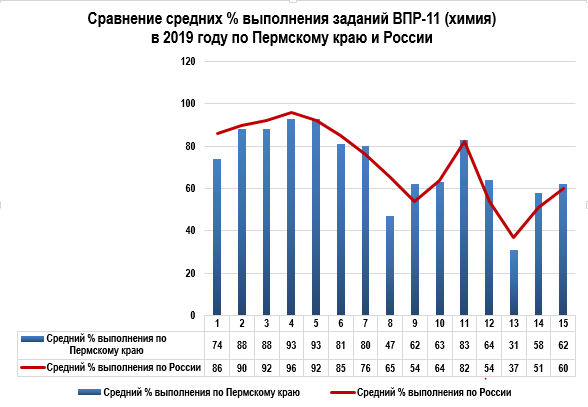 Сравнение средних % выполнения заданий ВПР-11 (химия)
в 2019 году по Пермскому краю и России
120
100
80
60
40
20
0
1 2 3 4 5 6 7 8 9 10 11 12 13 14 15
Средний % выполнения по Пермскому краю 74 88 88 93 93 81 80 47 62 63 83 64 31 58 62
Средний % выполнения по России 86 90 92 96 92 85 76 65 54 64 82 54 37 51 60
Средний % выполнения по Пермскому краю Средний % выполнения по России